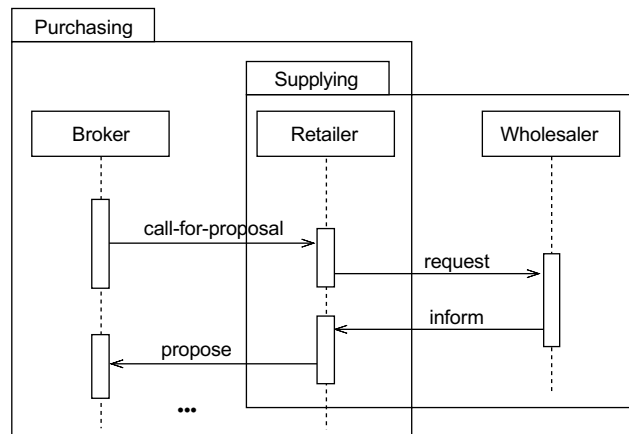 Purchasing
Supplying
Broker
Retailer
Wholesaler
call-for-proposal
request
inform
propose
...